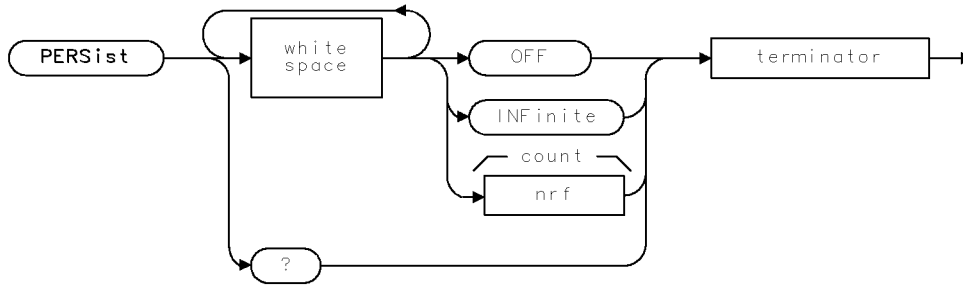 PERSist
white
space
OFF
terminator
INFinite
count
nrf
?